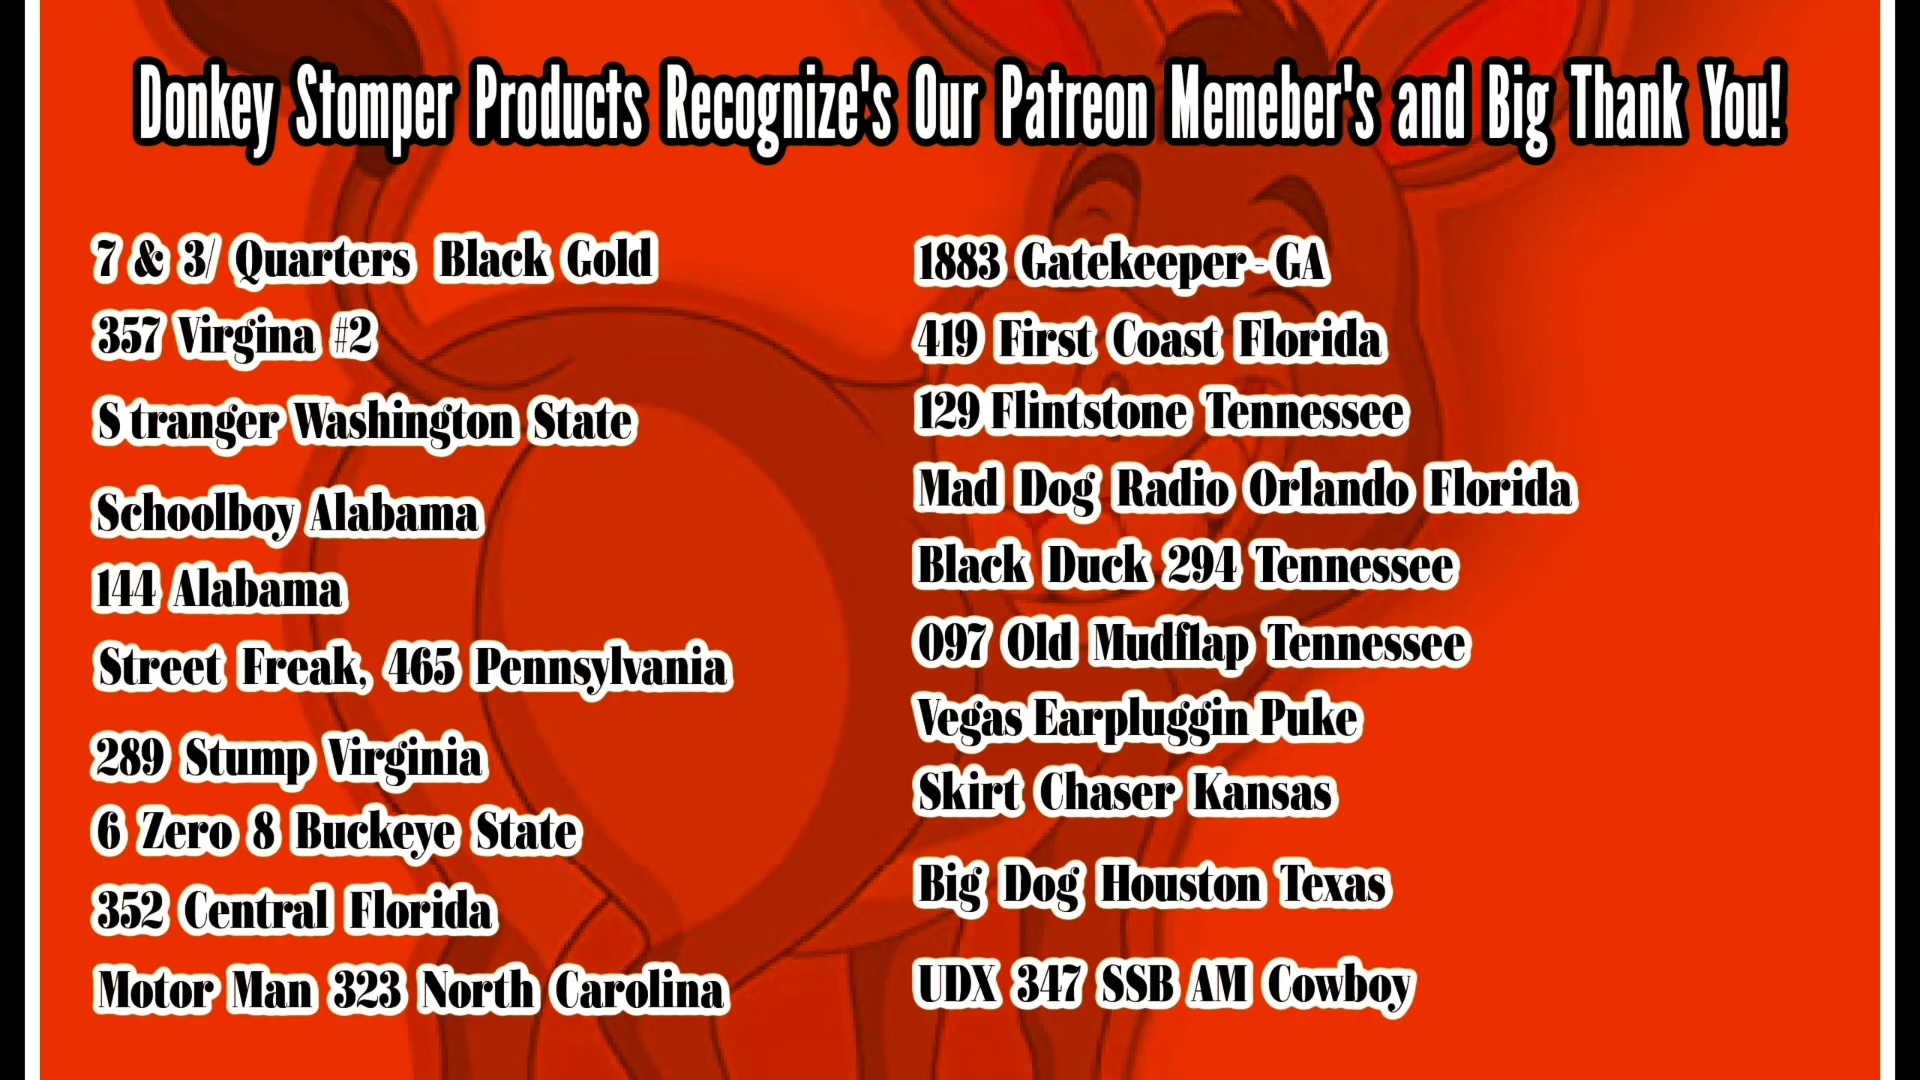 Donkey Stomper Products Recognize's Our Patreon Memeber's and Big Thank You!
7 & 3/ Quarters Black Gold
357 Virgina #2
S tranger Washington State
Schoolboy Alabama
144 Alabama
Street Freak, 465 Pennsylvania
289 Stump Virginia
6 Zero 8 Buckeye State
352 Central Florida
Motor Man 323 North Carolina
1883 Gatekeeper - GA
419 First Coast Florida
129 Flintstone Tennessee
Mad Dog Radio Orlando Florida
Black Duck 294 Tennessee
097 Old Mudflap Tennessee
Vegas Earpluggin Puke
Skirt Chaser Kansas
Big Dog Houston Texas
UDX 347 SSB AM Cowboy